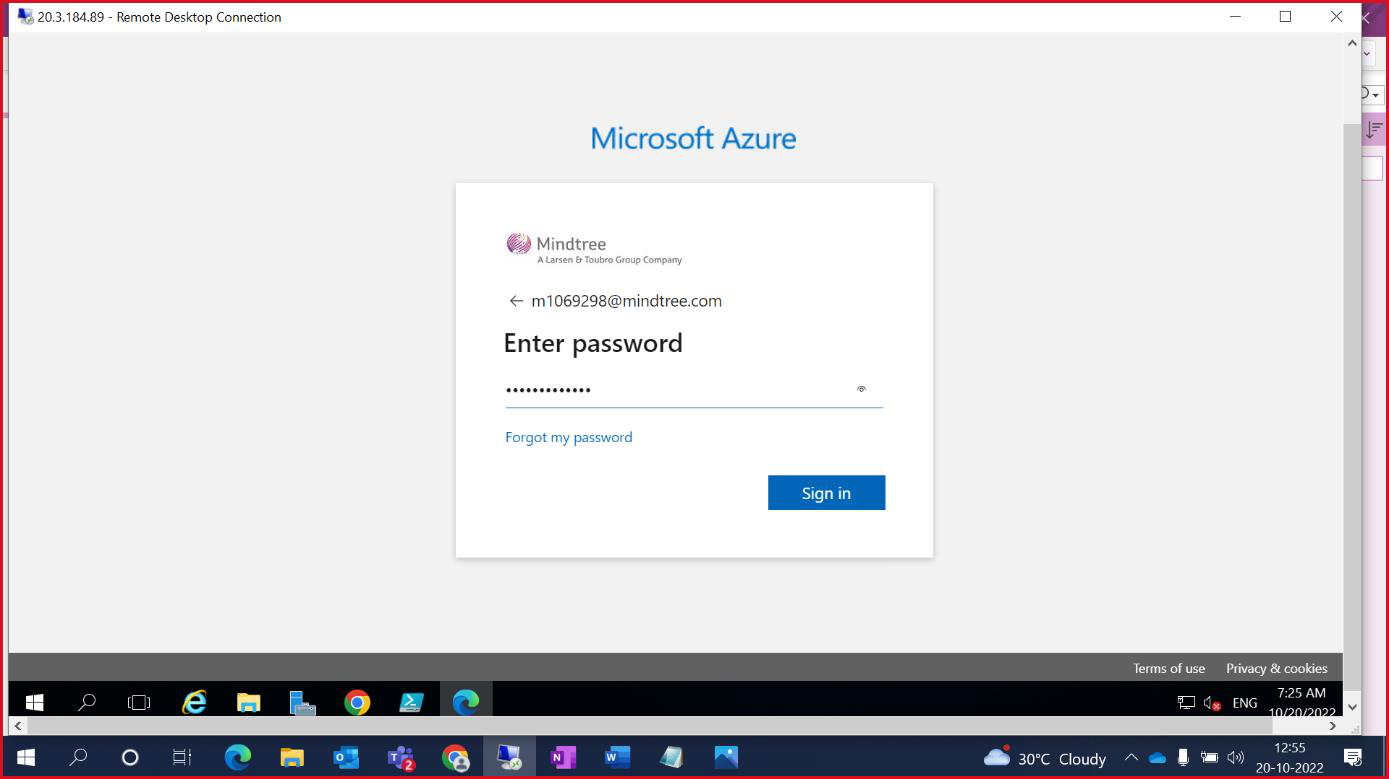 20.3.184.89 - Remote Desktop Connection
Microsoft Azure
Mindtree
A Larsen & Toubro Group Company
m1069298@mindtree.com
Enter password
Forgot my password
Sign in
Terms of use Privacy & cookies
ENG 7:25 AM
10/20/2022
2
30°C Cloudy 12:55
20-10-2022